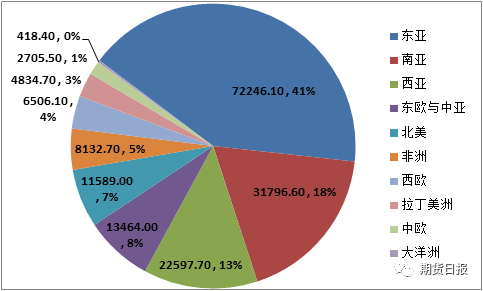 418.40, 0%
2705.50, 1%
4834.70, 3%
6506.10,
4%
8132.70, 5%
11589.00
, 7%
13464.00
, 8%
22597.70, 13%
31796.60, 18%
72246.10, 41%
东亚
南亚
西亚
东欧与中亚
北美
非洲
西欧
拉丁美洲
中欧
大洋洲
期货日报